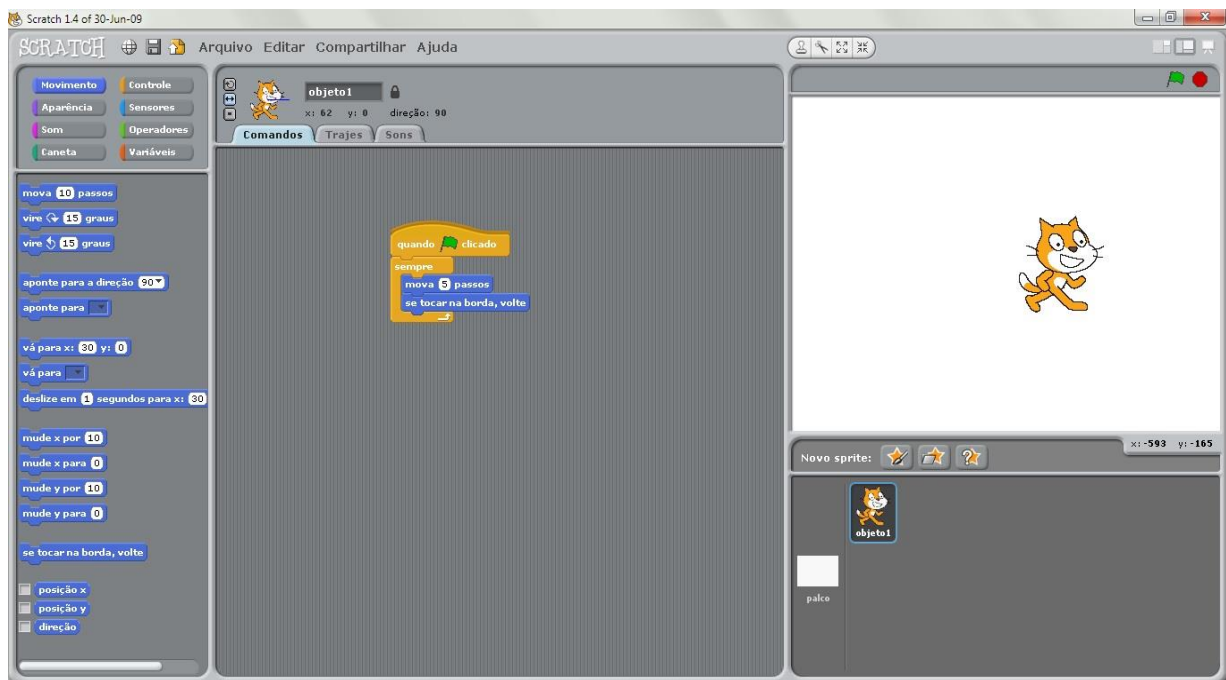 Scratch 1.4 of 30-Jun-09
SCRATCH Arquivo Editar Compartilhar Ajuda
Movimento Controle
Aparência Sensores
Som Operadores
Caneta Variáveis
mova 10 passos
vire 15 graus
vire 15 graus
aponte para a direção 90
aponte para
vá para x: 30 y: 0
vá para
deslize em 1 segundos para x: 30
mude x por 10
mude x para 0
mude y por 10
mude y para 0
se tocar na borda, volte
posição x
posição y
direção
objeto1
x: 62 y: 0 direção: 90
Comandos Trajes Sons
quando clicado
sempre
mova 5 passos
se tocar na borda, volte
x: -593 y: -165
Novo sprite:
objeto1
palco